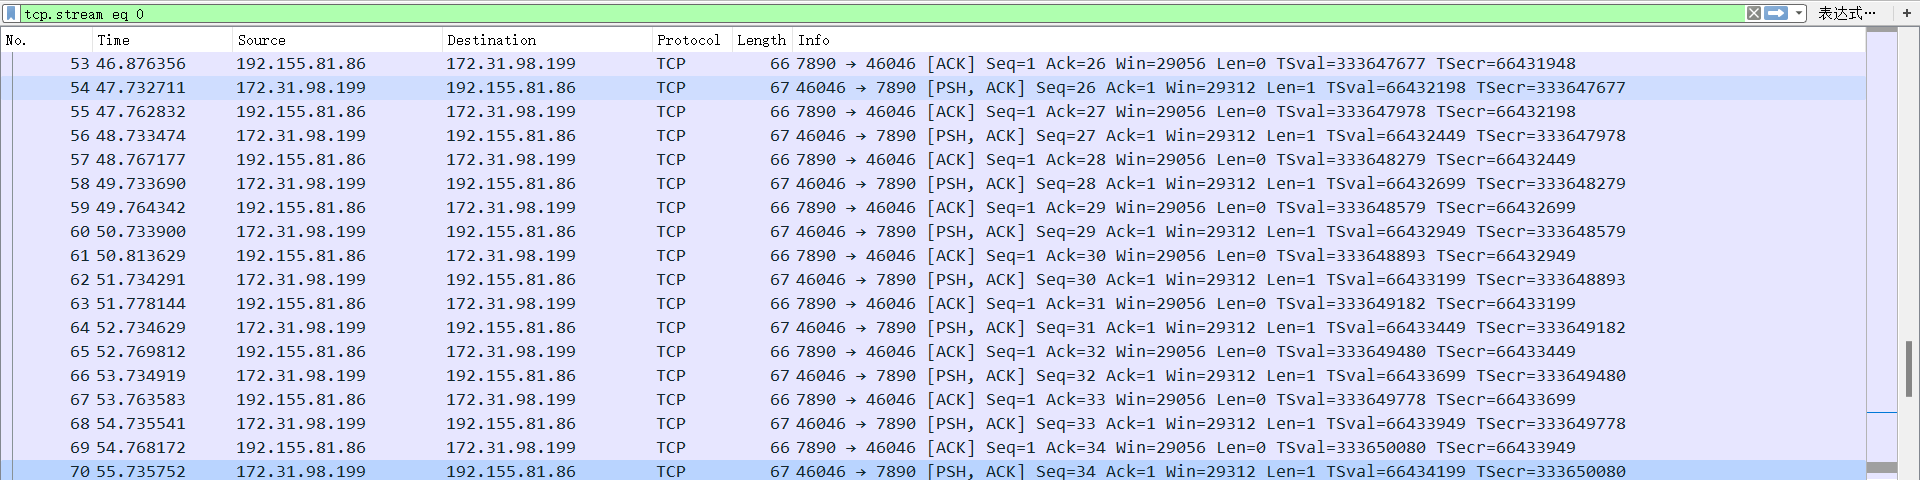 tcp.stream eq 0 表达式… +
No. Time Source Destination Protocol Length Info
53 46.876356 192.155.81.86 172.31.98.199 TCP 66 7890 → 46046 [ACK] Seq=1 Ack=26 Win=29056 Len=0 TSval=333647677 TSecr=66431948
54 47.732711 172.31.98.199 192.155.81.86 TCP 67 46046 → 7890 [PSH, ACK] Seq=26 Ack=1 Win=29312 Len=1 TSval=66432198 TSecr=333647677
55 47.762832 192.155.81.86 172.31.98.199 TCP 66 7890 → 46046 [ACK] Seq=1 Ack=27 Win=29056 Len=0 TSval=333647978 TSecr=66432198
56 48.733474 172.31.98.199 192.155.81.86 TCP 67 46046 → 7890 [PSH, ACK] Seq=27 Ack=1 Win=29312 Len=1 TSval=66432449 TSecr=333647978
57 48.767177 192.155.81.86 172.31.98.199 TCP 66 7890 → 46046 [ACK] Seq=1 Ack=28 Win=29056 Len=0 TSval=333648279 TSecr=66432449
58 49.733690 172.31.98.199 192.155.81.86 TCP 67 46046 → 7890 [PSH, ACK] Seq=28 Ack=1 Win=29312 Len=1 TSval=66432699 TSecr=333648279
59 49.764342 192.155.81.86 172.31.98.199 TCP 66 7890 → 46046 [ACK] Seq=1 Ack=29 Win=29056 Len=0 TSval=333648579 TSecr=66432699
60 50.733900 172.31.98.199 192.155.81.86 TCP 67 46046 → 7890 [PSH, ACK] Seq=29 Ack=1 Win=29312 Len=1 TSval=66432949 TSecr=333648579
61 50.813629 192.155.81.86 172.31.98.199 TCP 66 7890 → 46046 [ACK] Seq=1 Ack=30 Win=29056 Len=0 TSval=333648893 TSecr=66432949
62 51.734291 172.31.98.199 192.155.81.86 TCP 67 46046 → 7890 [PSH, ACK] Seq=30 Ack=1 Win=29312 Len=1 TSval=66433199 TSecr=333648893
63 51.778144 192.155.81.86 172.31.98.199 TCP 66 7890 → 46046 [ACK] Seq=1 Ack=31 Win=29056 Len=0 TSval=333649182 TSecr=66433199
64 52.734629 172.31.98.199 192.155.81.86 TCP 67 46046 → 7890 [PSH, ACK] Seq=31 Ack=1 Win=29312 Len=1 TSval=66433449 TSecr=333649182
65 52.769812 192.155.81.86 172.31.98.199 TCP 66 7890 → 46046 [ACK] Seq=1 Ack=32 Win=29056 Len=0 TSval=333649480 TSecr=66433449
66 53.734919 172.31.98.199 192.155.81.86 TCP 67 46046 → 7890 [PSH, ACK] Seq=32 Ack=1 Win=29312 Len=1 TSval=66433699 TSecr=333649480
67 53.763583 192.155.81.86 172.31.98.199 TCP 66 7890 → 46046 [ACK] Seq=1 Ack=33 Win=29056 Len=0 TSval=333649778 TSecr=66433699
68 54.735541 172.31.98.199 192.155.81.86 TCP 67 46046 → 7890 [PSH, ACK] Seq=33 Ack=1 Win=29312 Len=1 TSval=66433949 TSecr=333649778
69 54.768172 192.155.81.86 172.31.98.199 TCP 66 7890 → 46046 [ACK] Seq=1 Ack=34 Win=29056 Len=0 TSval=333650080 TSecr=66433949
70 55.735752 172.31.98.199 192.155.81.86 TCP 67 46046 → 7890 [PSH, ACK] Seq=34 Ack=1 Win=29312 Len=1 TSval=66434199 TSecr=333650080